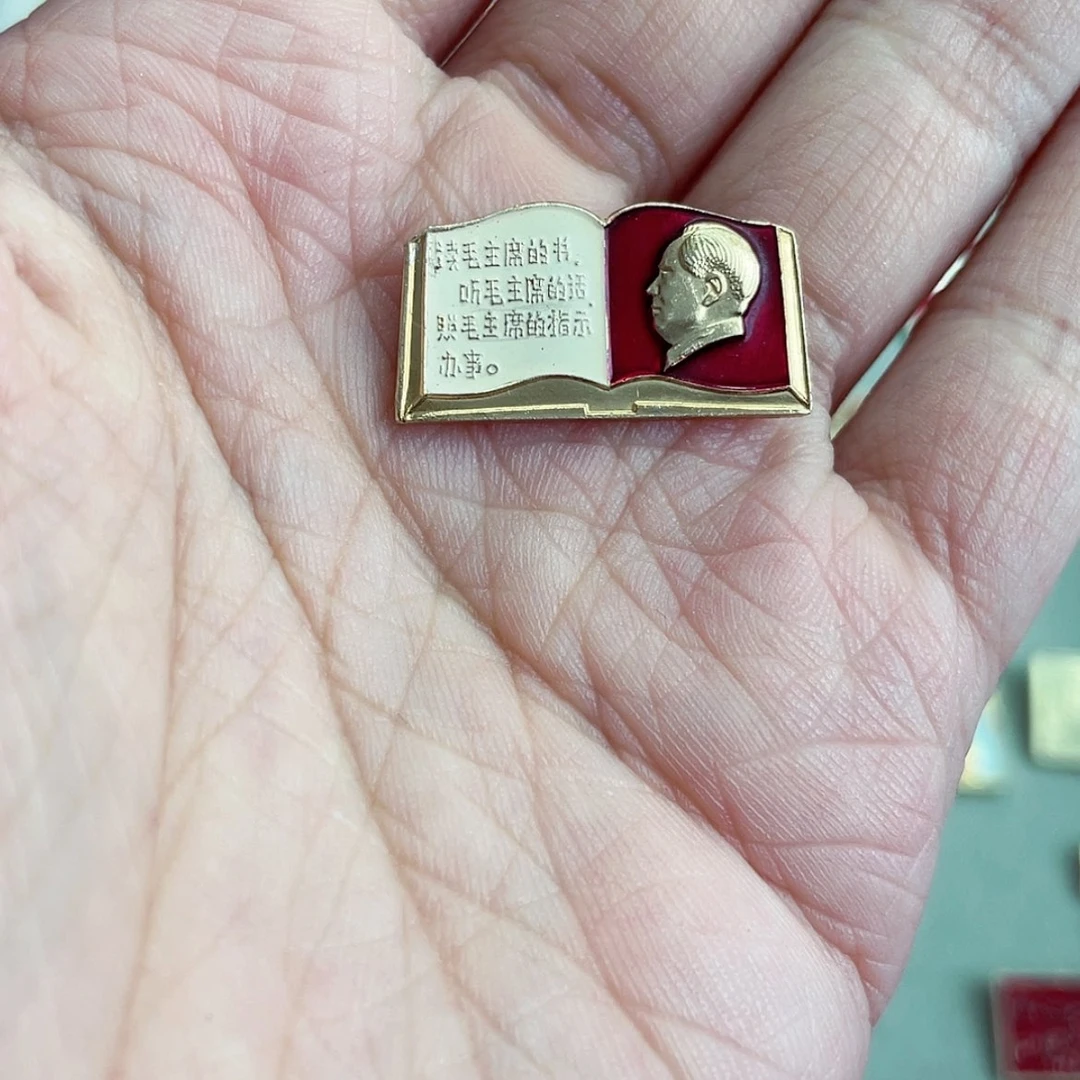 读毛主席的书,
听毛主席的话,
照毛主席的指示
办事。